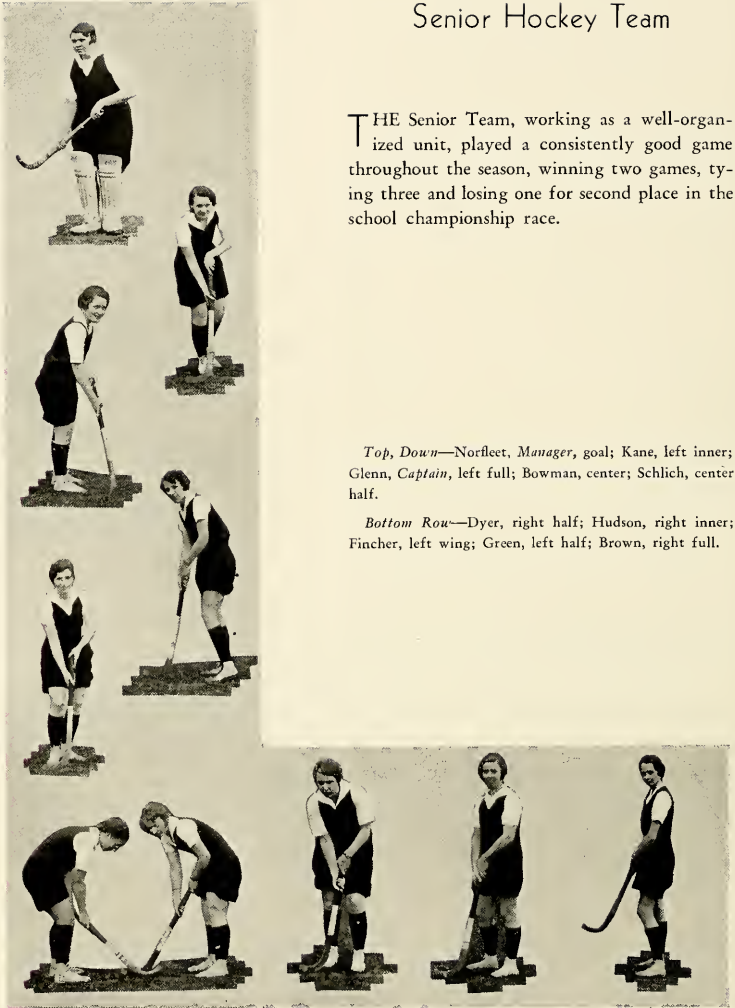 Senior Hockey Team
THE Senior Team, working as a well-organ-
ized unit, played a consistently good game
throughout the season, winning two games, ty-
ing three and losing one for second place in the
school championship race.
Top, Down—Norfleet, Manager, goal; Kane, left inner;
Glenn, Captain, left full; Bowman, center; Schlich, center
half.
Bottom Row—Dyer, right half; Hudson, right inner;
Fincher, left wing; Green, left half; Brown, right full.